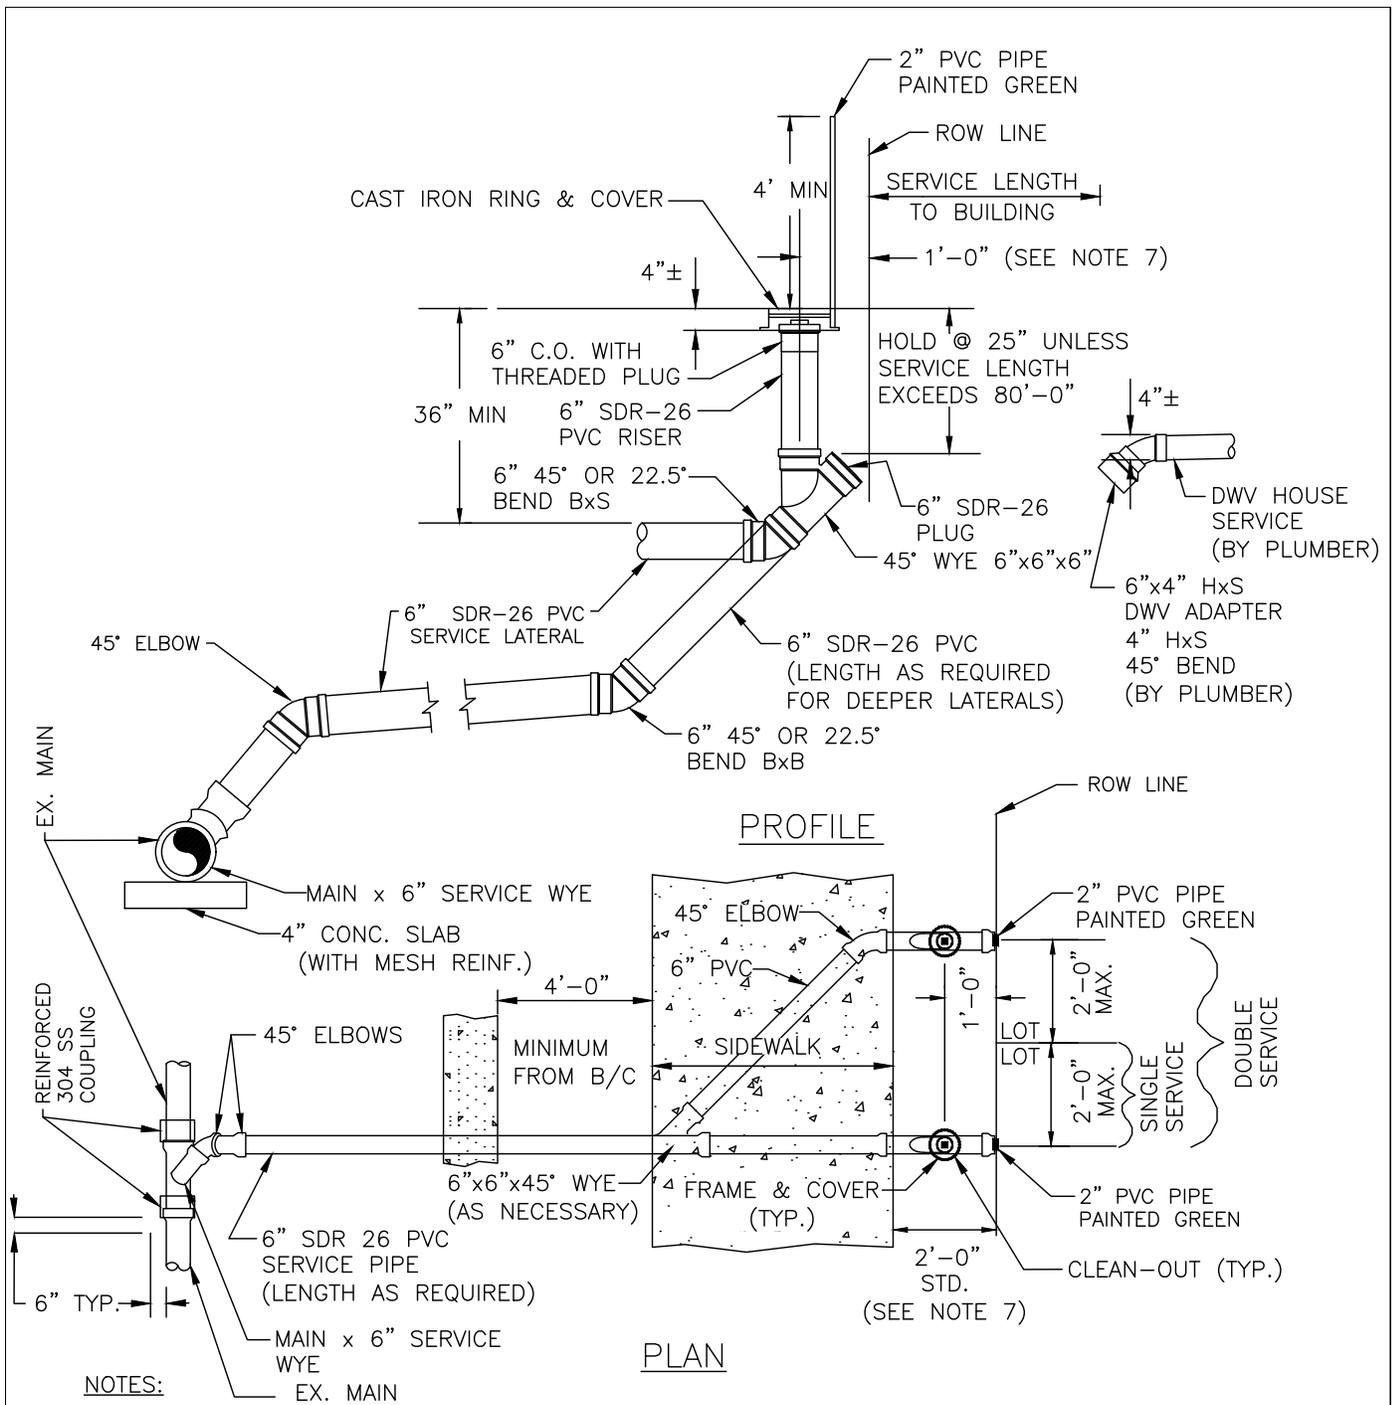 2” PVC PIPE
PAINTED GREEN
ROW LINE
4’ MIN
SERVICE LENGTH
TO BUILDING
CAST IRON RING & COVER
1’-0” (SEE NOTE 7)
4”±
6” C.O. WITH
THREADED PLUG
HOLD @ 25” UNLESS
SERVICE LENGTH
EXCEEDS 80’-0”
36” MIN
6” SDR-26
PVC RISER
4”±
6” 45° OR 22.5°
BEND BxS
6” SDR-26
PLUG
DWV HOUSE
SERVICE
(BY PLUMBER)
45° WYE 6”x6”x6”
6”x4” HxS
DWV ADAPTER
4” HxS
45° BEND
(BY PLUMBER)
6” SDR-26 PVC
SERVICE LATERAL
45° ELBOW
6” SDR-26 PVC
(LENGTH AS REQUIRED
FOR DEEPER LATERALS)
6” 45° OR 22.5°
BEND BxB
EX. MAIN
PROFILE
ROW LINE
MAIN x 6” SERVICE WYE
4” CONC. SLAB
(WITH MESH REINF.)
45° ELBOW
2” PVC PIPE
PAINTED GREEN
6” PVC
4’-0”
1’-0”
2’-0”
MAX.
REINFORCED
304 SS
COUPLING
45° ELBOWS
MINIMUM
FROM B/C
SIDEWALK
LOT
LOT
2’-0”
MAX.
SINGLE
SERVICE
DOUBLE
SERVICE
6”x6”x45° WYE
(AS NECESSARY)
FRAME & COVER
(TYP.)
2” PVC PIPE
PAINTED GREEN
6” SDR 26 PVC
SERVICE PIPE
(LENGTH AS REQUIRED)
2’-0”
STD.
(SEE NOTE 7)
CLEAN-OUT (TYP.)
6” TYP.
MAIN x 6” SERVICE
WYE
PLAN
NOTES:
EX. MAIN